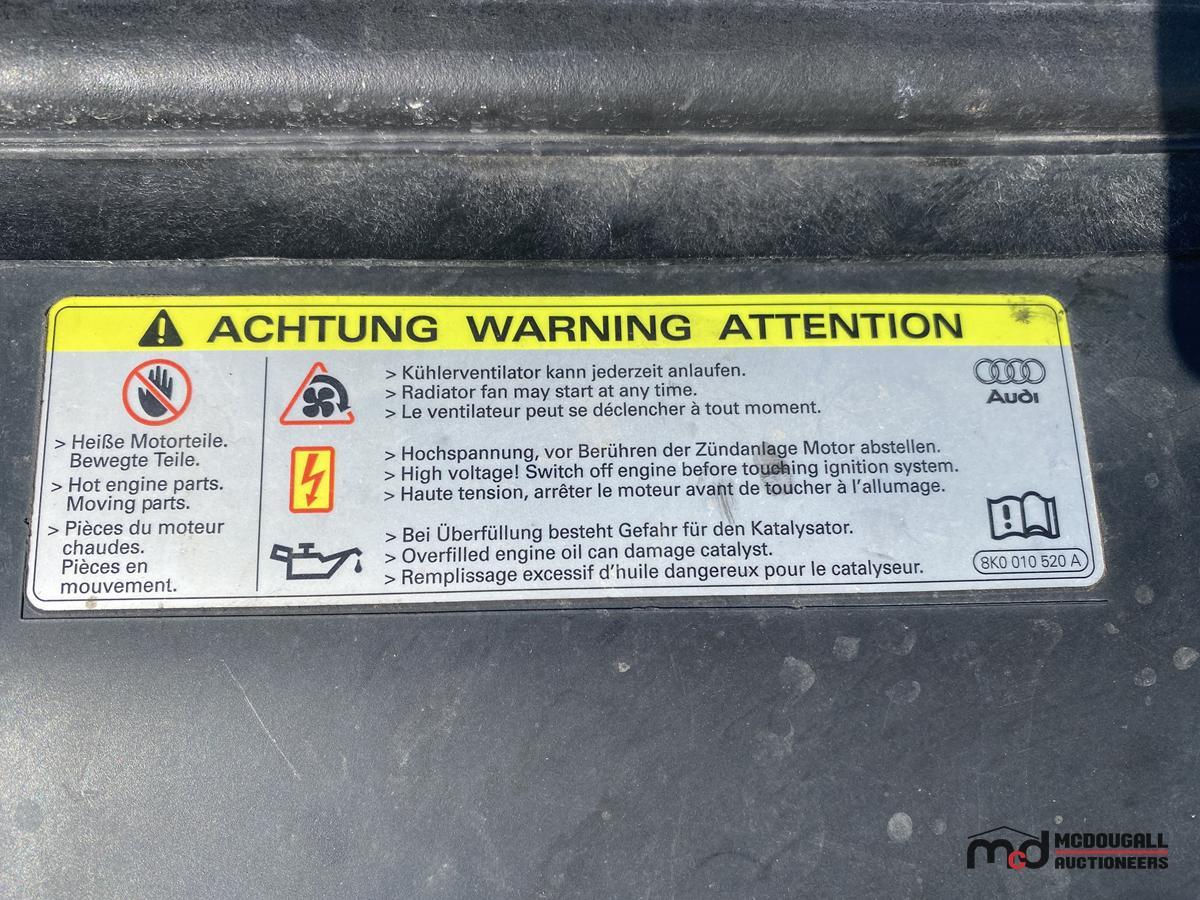 ACHTUNG WARNING ATTENTION
> Heiße Motorteile.
Bewegte Teile.
> Hot engine parts.
Moving parts.
> Pièces du moteur
chaudes.
Pièces en
mouvement.
> Kühlerventilator kann jederzeit anlaufen.
> Radiator fan may start at any time.
> Le ventilateur peut se déclencher à tout moment.
> Hochspannung, vor Berühren der Zündanlage Motor abstellen.
> High voltage! Switch off engine before touching ignition system.
> Haute tension, arrêter le moteur avant de toucher à l'allumage.
> Bei Überfüllung besteht Gefahr für den Katalysator.
> Overfilled engine oil can damage catalyst.
> Remplissage excessif d'huile dangereux pour le catalyseur.
Audi
8K0 010 520 A
mcd MCDOUGALL
AUCTIONEERS